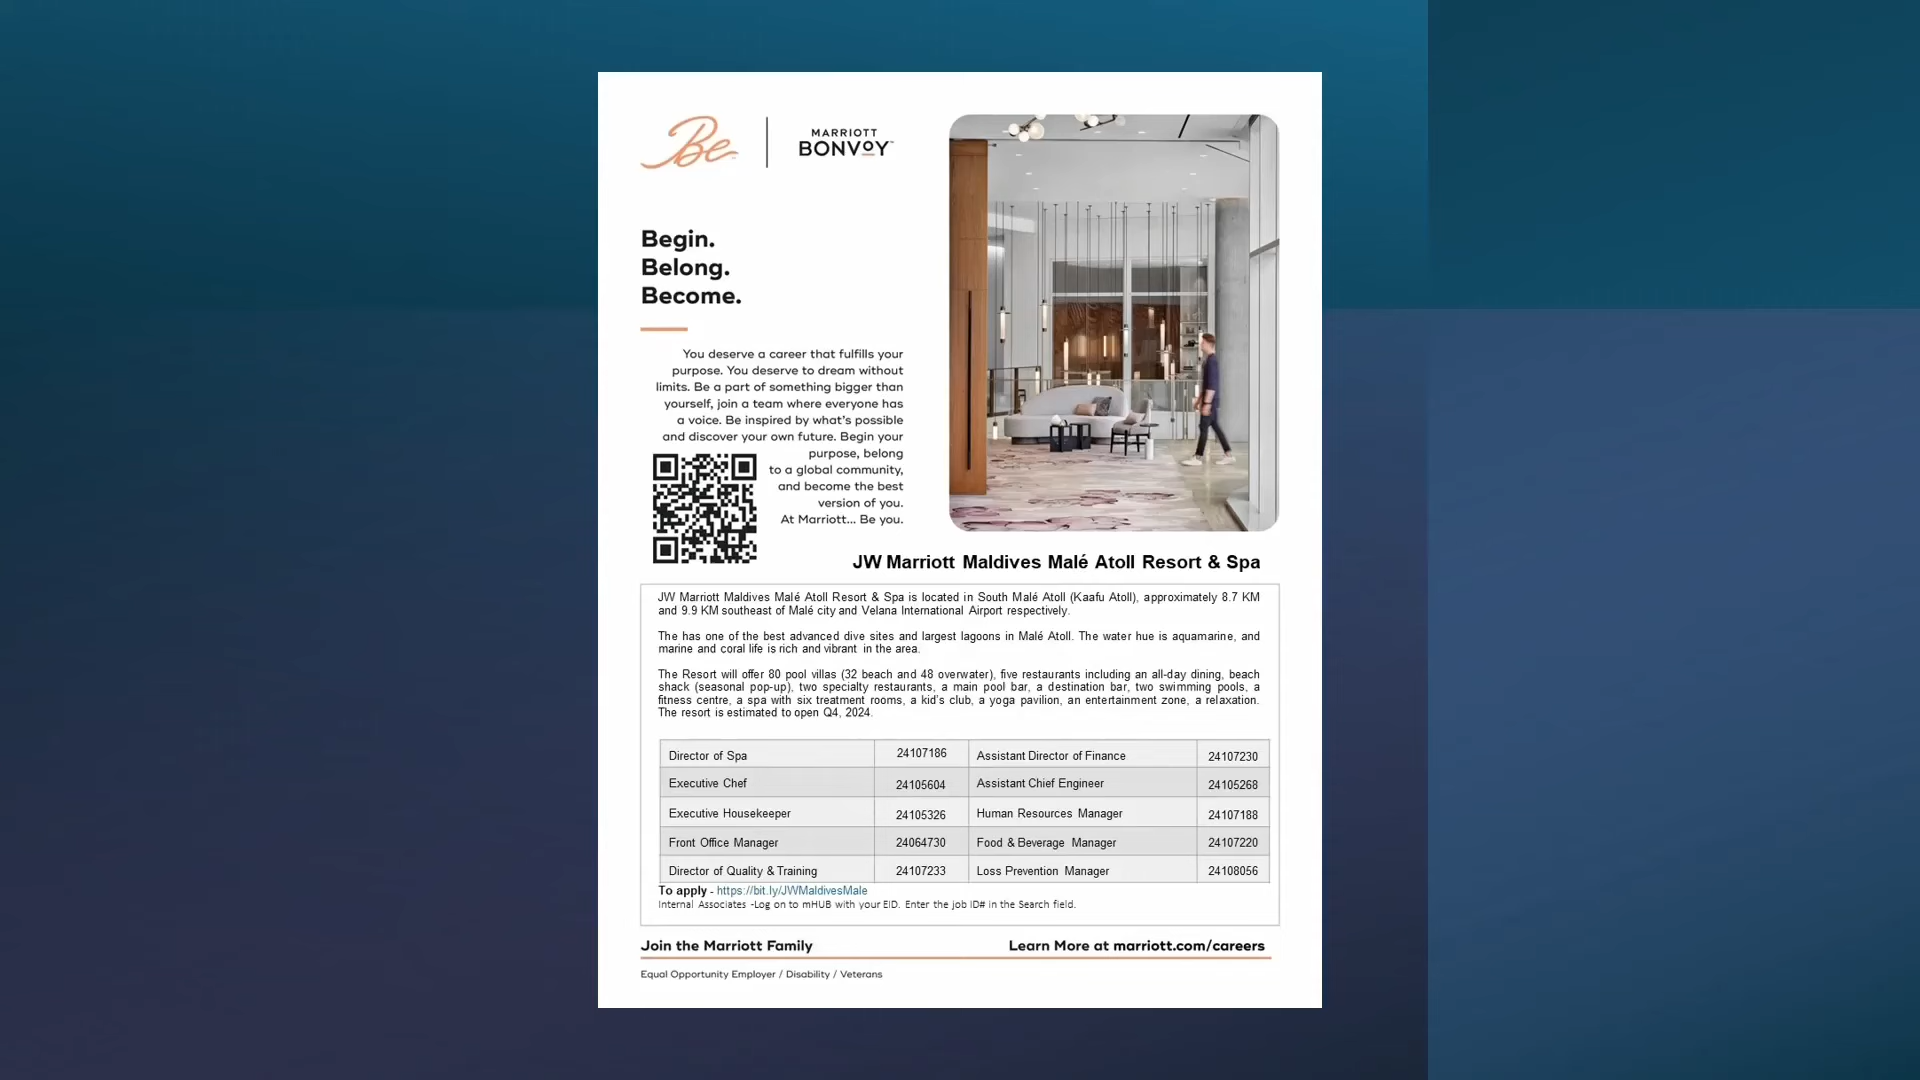 Be
MARRIOTT
BONVOY™
Begin.
Belong.
Become.
You deserve a career that fulfills your
purpose. You deserve to dream without
limits. Be a part of something bigger than
yourself, join a team where everyone has
a voice. Be inspired by what's possible
and discover your own future. Begin your
purpose, belong
to a global community,
and become the best
version of you.
At Marriott... Be you.
JW Marriott Maldives Malé Atoll Resort & Spa
JW Marriott Maldives Malé Atoll Resort & Spa is located in South Malé Atoll (Kaafu Atoll), approximately 8.7 KM
and 9.9 KM southeast of Malé city and Velana International Airport respectively.
The has one of the best advanced dive sites and largest lagoons in Malé Atoll. The water hue is aquamarine, and
marine and coral life is rich and vibrant in the area.
The Resort will offer 80 pool villas (32 beach and 48 overwater), five restaurants including an all-day dining, beach
shack (seasonal pop-up), two specialty restaurants, a main pool bar, a destination bar, two swimming pools, a
fitness centre, a spa with six treatment rooms, a kid's club, a yoga pavilion, an entertainment zone, a relaxation.
The resort is estimated to open Q4, 2024.
Director of Spa 24107186 Assistant Director of Finance 24107230
Executive Chef 24105604 Assistant Chief Engineer 24105268
Executive Housekeeper 24105326 Human Resources Manager 24107188
Front Office Manager 24064730 Food & Beverage Manager 24107220
Director of Quality & Training 24107233 Loss Prevention Manager 24108056
To apply - https://bit.ly/JWMaldivesMale
Internal Associates -Log on to mHUB with your EID. Enter the job ID# in the Search field.
Join the Marriott Family Learn More at marriott.com/careers
Equal Opportunity Employer / Disability / Veterans